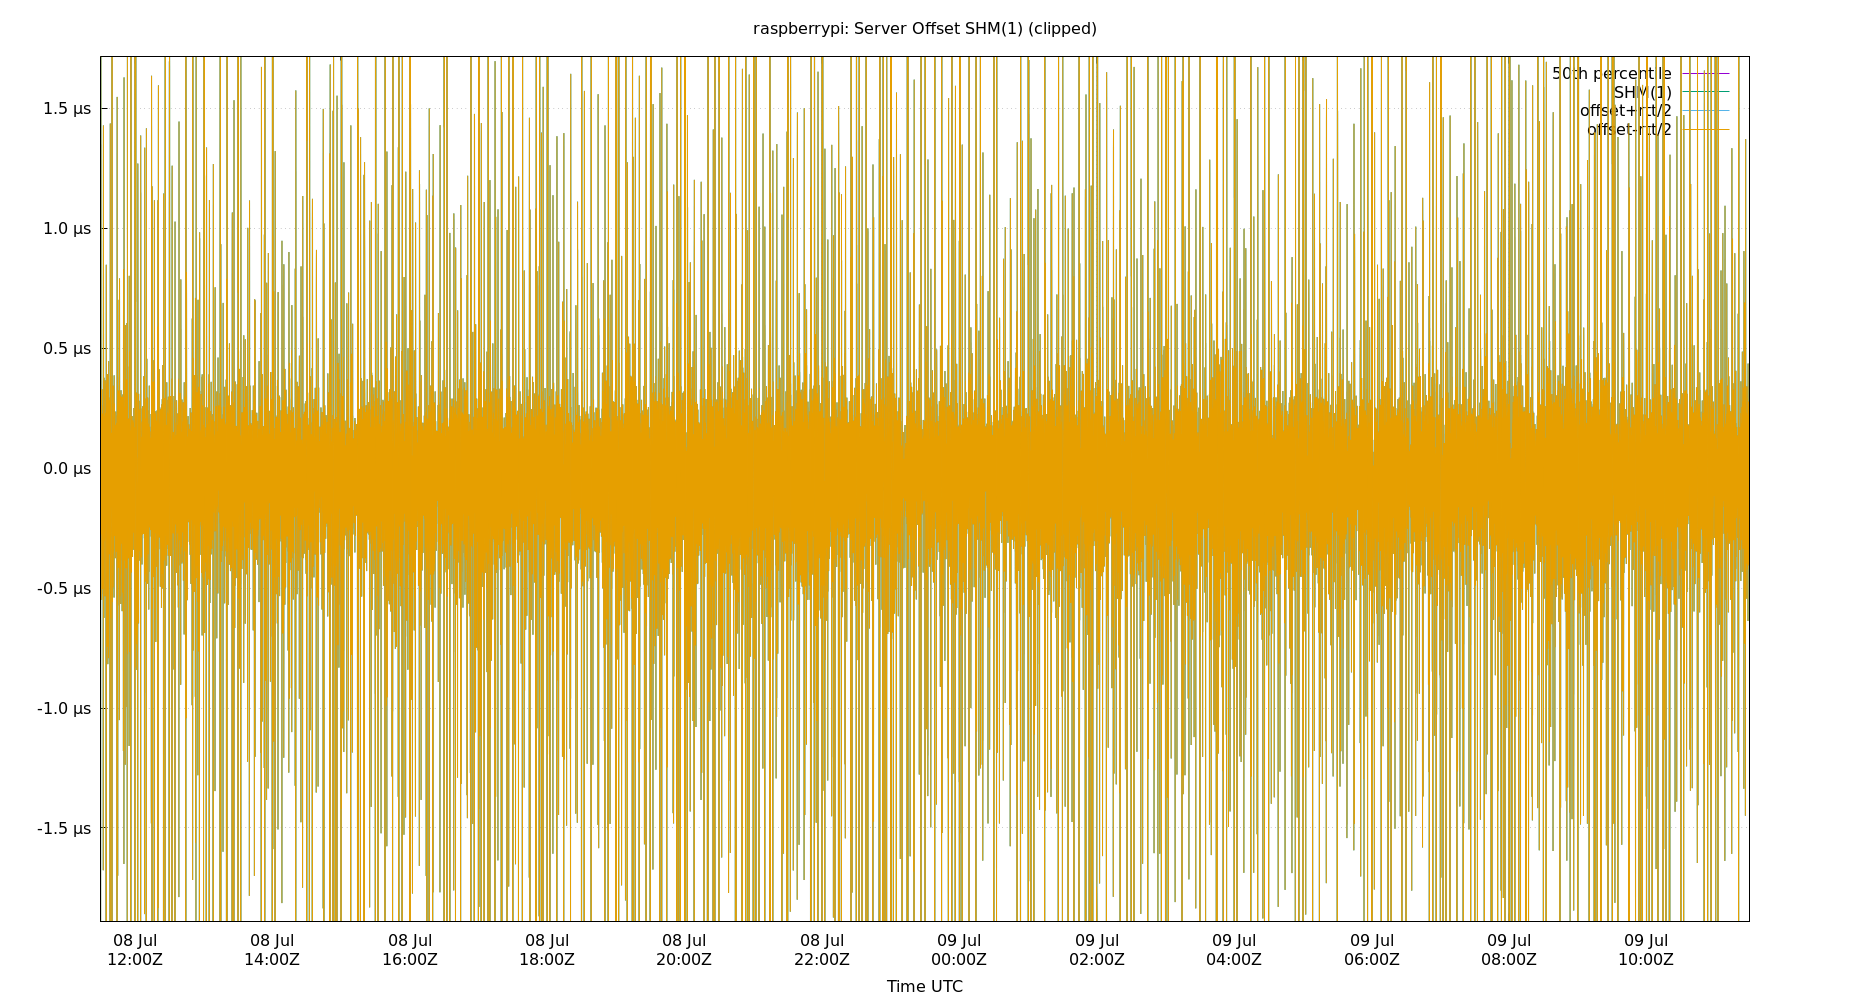 raspberrypi: Server Offset SHM(1) (clipped)
50th percentile
SHM(1)
offset+rtt/2
offset-rtt/2
1.5 µs
1.0 µs
0.5 µs
0.0 µs
-0.5 µs
-1.0 µs
-1.5 µs
08 Jul 08 Jul 08 Jul 08 Jul 08 Jul 08 Jul 09 Jul 09 Jul 09 Jul 09 Jul 09 Jul 09 Jul
12:00Z 14:00Z 16:00Z 18:00Z 20:00Z 22:00Z 00:00Z 02:00Z 04:00Z 06:00Z 08:00Z 10:00Z
Time UTC